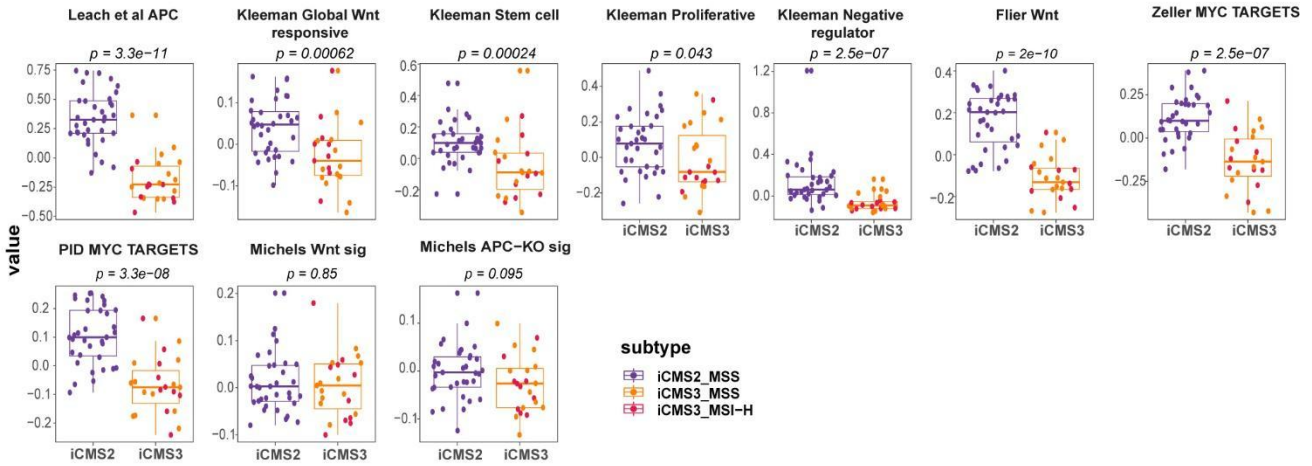 Leach et al APC
Kleeman Global Wnt
responsive
Kleeman Stem cell
Kleeman Proliferative
Kleeman Negative
regulator
Flier Wnt
Zeller MYC TARGETS
p = 3.3e−11
p = 0.00062
p = 0.00024
p = 0.043
p = 2.5e−07
p = 2e−10
p = 2.5e−07
0.75
0.50
0.25
0.00
−0.25
−0.50
0.1
0.0
−0.1
0.6
0.4
0.2
0.0
−0.2
0.4
0.2
0.0
−0.2
1.2
0.8
0.4
0.0
0.4
0.2
0.0
−0.2
0.25
0.00
−0.25
iCMS2 iCMS3
iCMS2 iCMS3
iCMS2 iCMS3
value
PID MYC TARGETS
Michels Wnt sig
Michels APC−KO sig
p = 3.3e−08
p = 0.85
p = 0.095
0.2
0.1
0.0
−0.1
−0.2
0.2
0.1
0.0
−0.1
0.1
0.0
−0.1
iCMS2 iCMS3
iCMS2 iCMS3
iCMS2 iCMS3
iCMS2 iCMS3
subtype
iCMS2_MSS
iCMS3_MSS
iCMS3_MSI−H